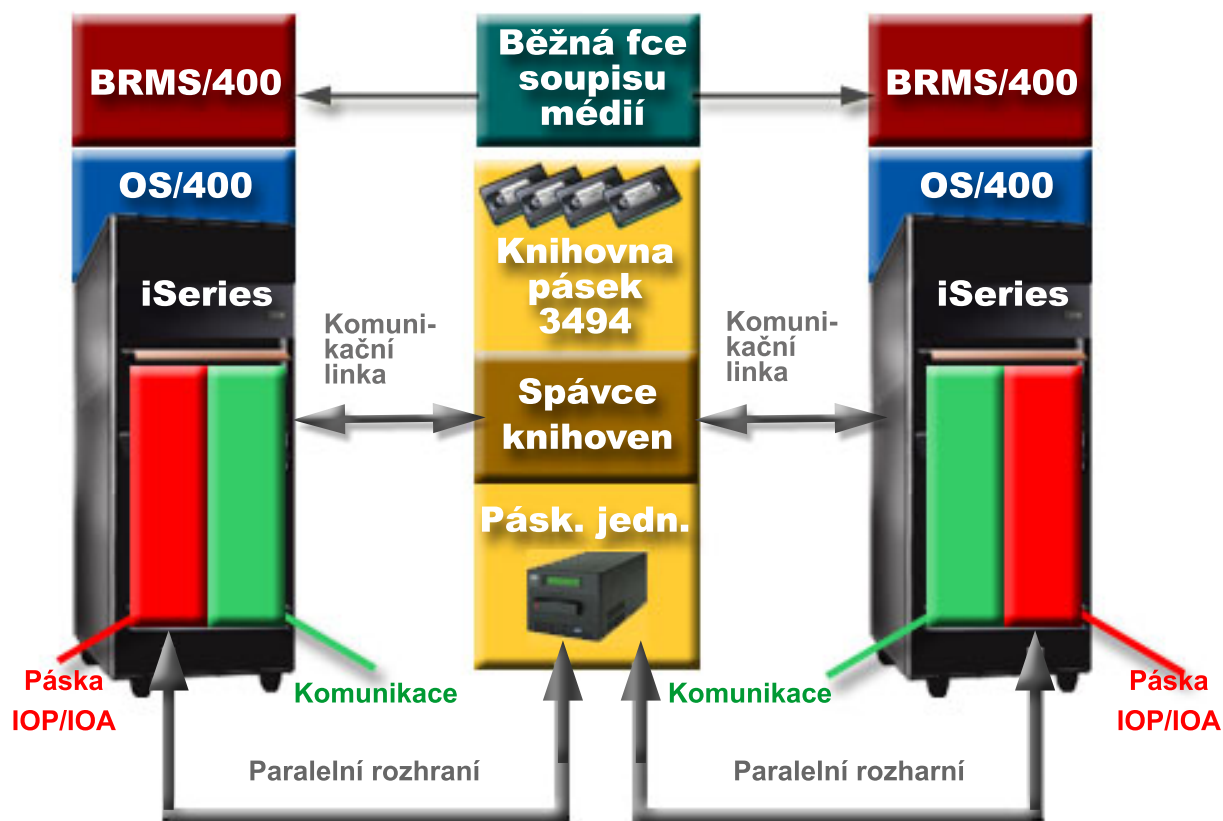 BRMS/400
Běžná fce
soupisu
médií
BRMS/400
OS/400
OS/400
iSeries
Knihovna
pásek
3494
iSeries
Komuni-
kační
linka
Komuni-
kační
linka
Spávce
knihoven
Pásk. jedn.
Páska
IOP/IOA
Komunikace
Komunikace
Páska
IOP/IOA
Paralelní rozhraní
Paralelní rozharní